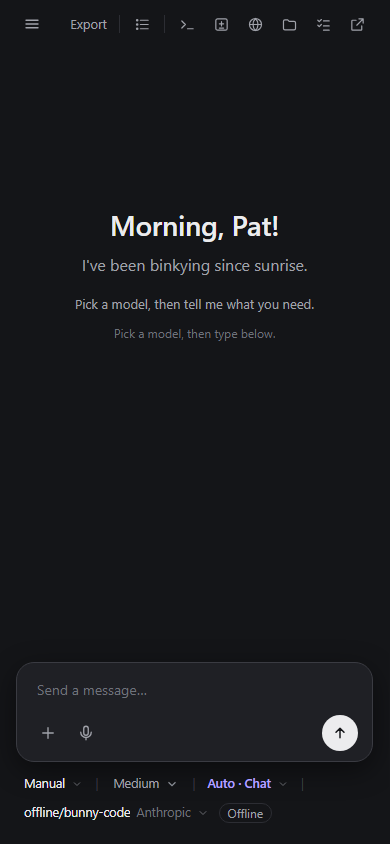 Export
Morning, Pat!
I've been binkying since sunrise.
Pick a model, then tell me what you need.
Pick a model, then type below.
Send a message...
Manual | Medium | Auto · Chat |
offline/bunny-code Anthropic Offline